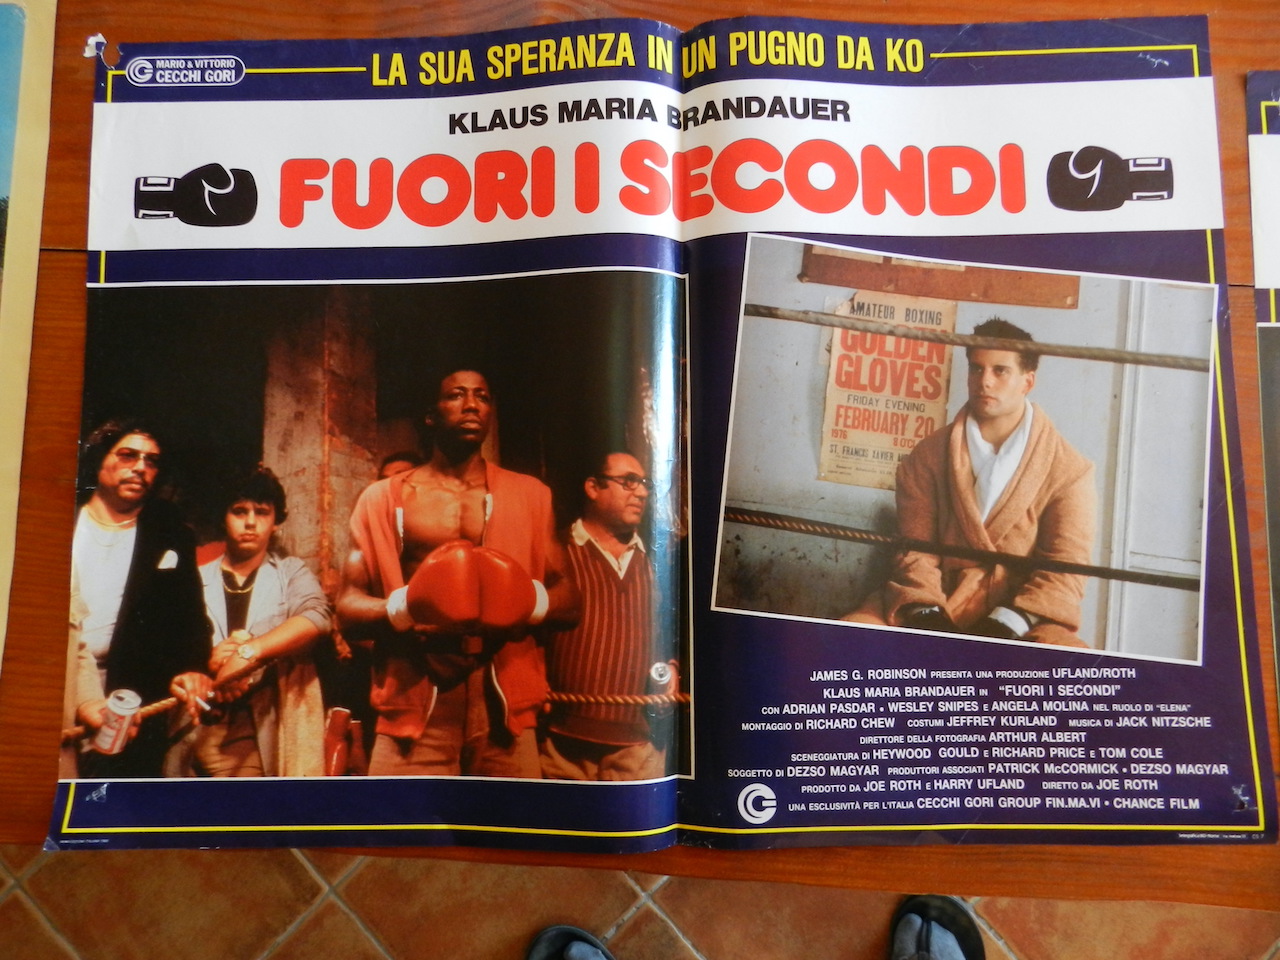 MARIO & VITTORIO
CECCHI GORI
LA SUA SPERANZA IN UN PUGNO DA KO
KLAUS MARIA BRANDAUER
FUORI I SECONDI
AMATEUR BOXING
GOLDEN
GLOVES
FRIDAY EVENING
FEBRUARY 20
1976 8 O'C
ST. FRANCIS XAVIER
JAMES G. ROBINSON PRESENTA UNA PRODUZIONE UFLAND/ROTH
KLAUS MARIA BRANDAUER IN "FUORI I SECONDI"
CON ADRIAN PASDAR • WESLEY SNIPES E ANGELA MOLINA NEL RUOLO DI "ELENA"
MONTAGGIO DI RICHARD CHEW COSTUMI JEFFREY KURLAND MUSICA DI JACK NITZSCHE
DIRETTORE DELLA FOTOGRAFIA ARTHUR ALBERT
SCENEGGIATURA DI HEYWOOD GOULD E RICHARD PRICE E TOM COLE
SOGGETTO DI DEZSO MAGYAR PRODUTTORI ASSOCIATI PATRICK McCORMICK • DEZSO MAGYAR
PRODOTTO DA JOE ROTH E HARRY UFLAND DIRETTO DA JOE ROTH
UNA ESCLUSIVITÀ PER L'ITALIA CECCHI GORI GROUP FIN.MA.VI • CHANCE FILM